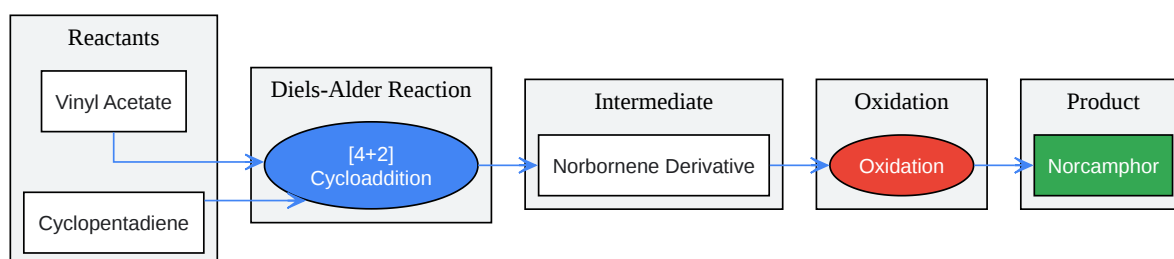 Reactants
Vinyl Acetate
Cyclopentadiene
Diels-Alder Reaction
[4+2]
Cycloaddition
Intermediate
Norbornene Derivative
Oxidation
Oxidation
Product
Norcamphor